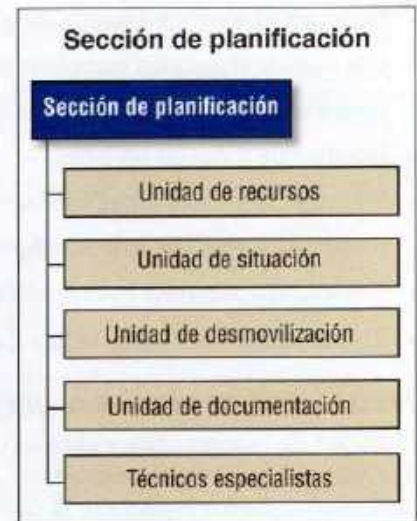 Sección de planificación
Sección de planificación
Unidad de recursos
Unidad de situación
Unidad de desmovilización
Unidad de documentación
Técnicos especialistas